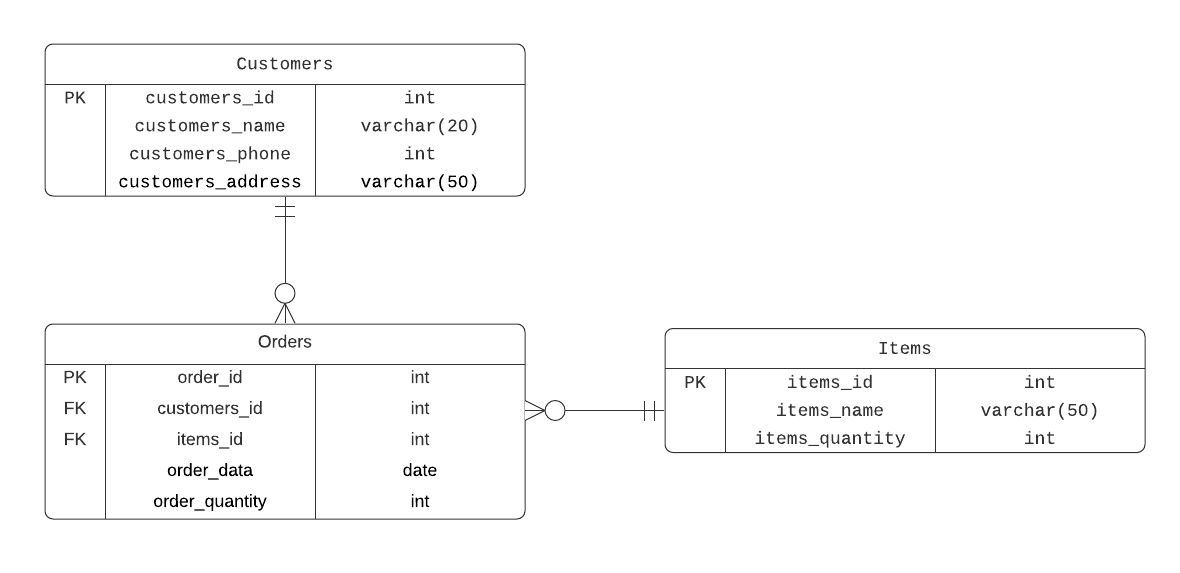 Customers
PK customers_id int
customers_name varchar(20)
customers_phone int
customers_address varchar(50)
Orders
PK order_id int
FK customers_id int
FK items_id int
order_data date
order_quantity int
Items
PK items_id int
items_name varchar(50)
items_quantity int